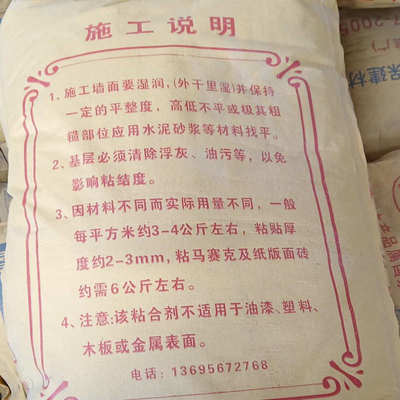 施工说明
1、施工墙面要湿润,(外干里湿)并保持
一定的平整度，高低不平或极其粗
错部位应用水泥砂浆等材料找平。
2、基层必须清除浮灰、油污等，以免
影响粘结度。
3、因材料不同而实际用量不同，一般
每平方米约3-4公斤左右，粘贴厚
度约2-3mm,粘马赛克及纸版面砖
约需6公斤左右。
4、注意:该粘合剂不适用于油漆、塑料、
木板或金属表面。
电话:13695672768
-2005
保建材